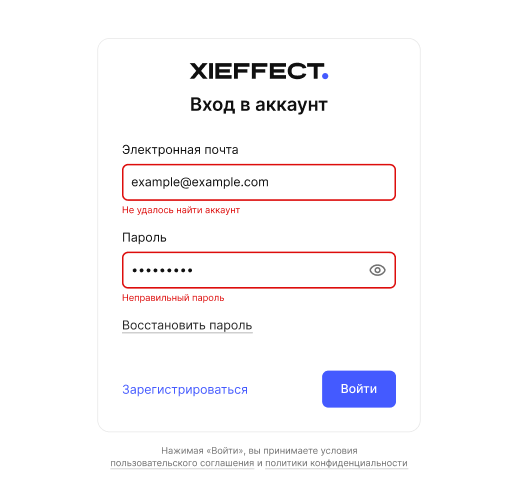 XIEFFECT.
Вход в аккаунт
Электронная почта
example@example.com
Не удалось найти аккаунт
Пароль
•••••••••
Неправильный пароль
Восстановить пароль
Зарегистрироваться
Войти
Нажимая «Войти», вы принимаете условия
пользовательского соглашения и политики конфиденциальности